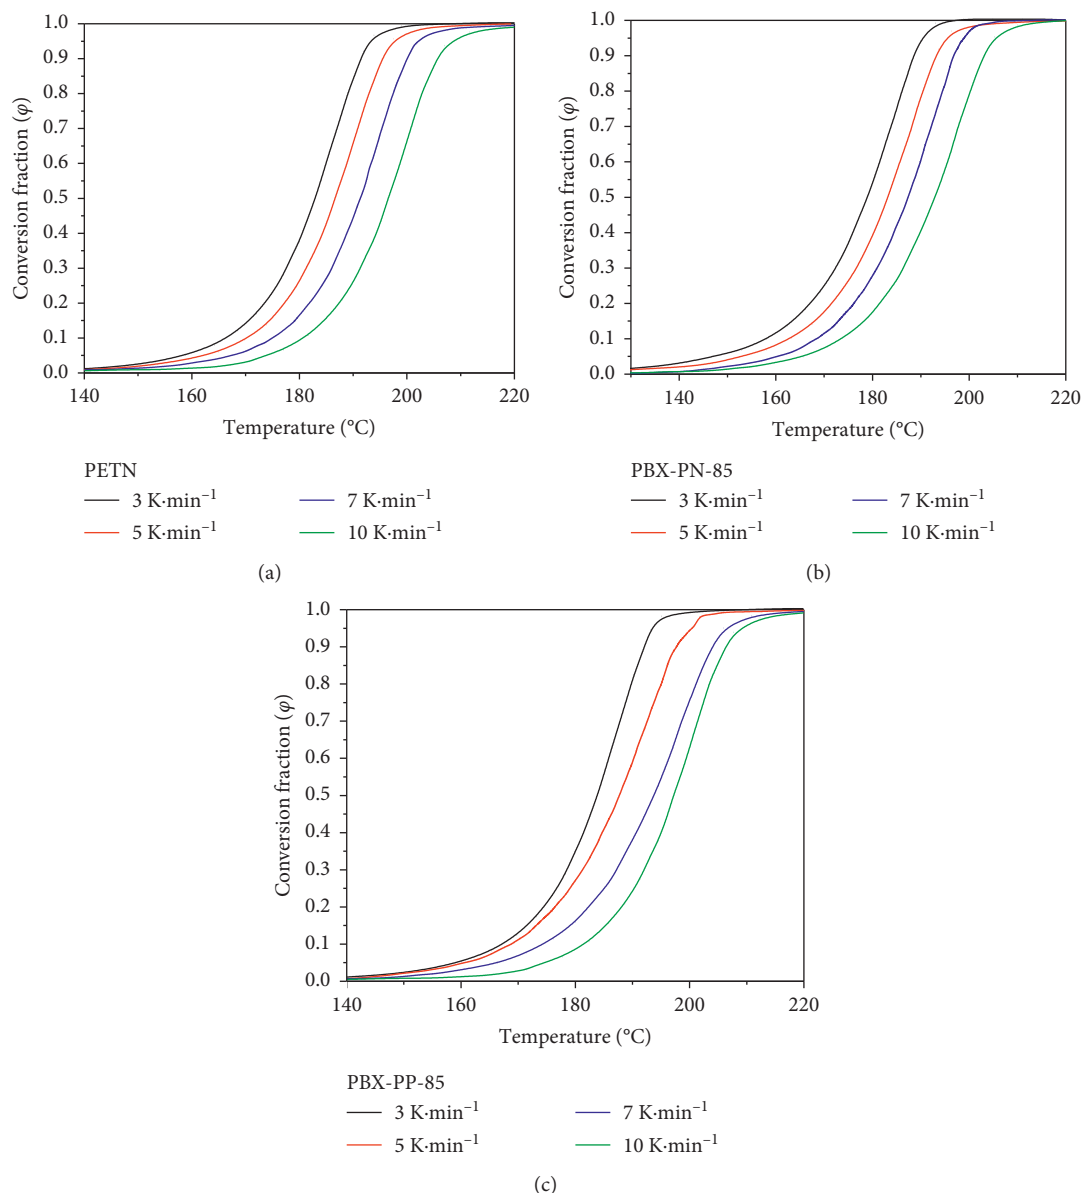 1.0
0.9
0.8
0.7
0.6
0.5
0.4
0.3
0.2
0.1
0.0
Conversion fraction (φ)
140 160 180 200 220
Temperature (°C)
PETN
3 K·min⁻¹ 7 K·min⁻¹
5 K·min⁻¹ 10 K·min⁻¹
(a)
1.0
0.9
0.8
0.7
0.6
0.5
0.4
0.3
0.2
0.1
0.0
Conversion fraction (φ)
140 160 180 200 220
Temperature (°C)
PBX-PN-85
3 K·min⁻¹ 7 K·min⁻¹
5 K·min⁻¹ 10 K·min⁻¹
(b)
1.0
0.9
0.8
0.7
0.6
0.5
0.4
0.3
0.2
0.1
0.0
Conversion fraction (φ)
140 160 180 200 220
Temperature (°C)
PBX-PP-85
3 K·min⁻¹ 7 K·min⁻¹
5 K·min⁻¹ 10 K·min⁻¹
(c)